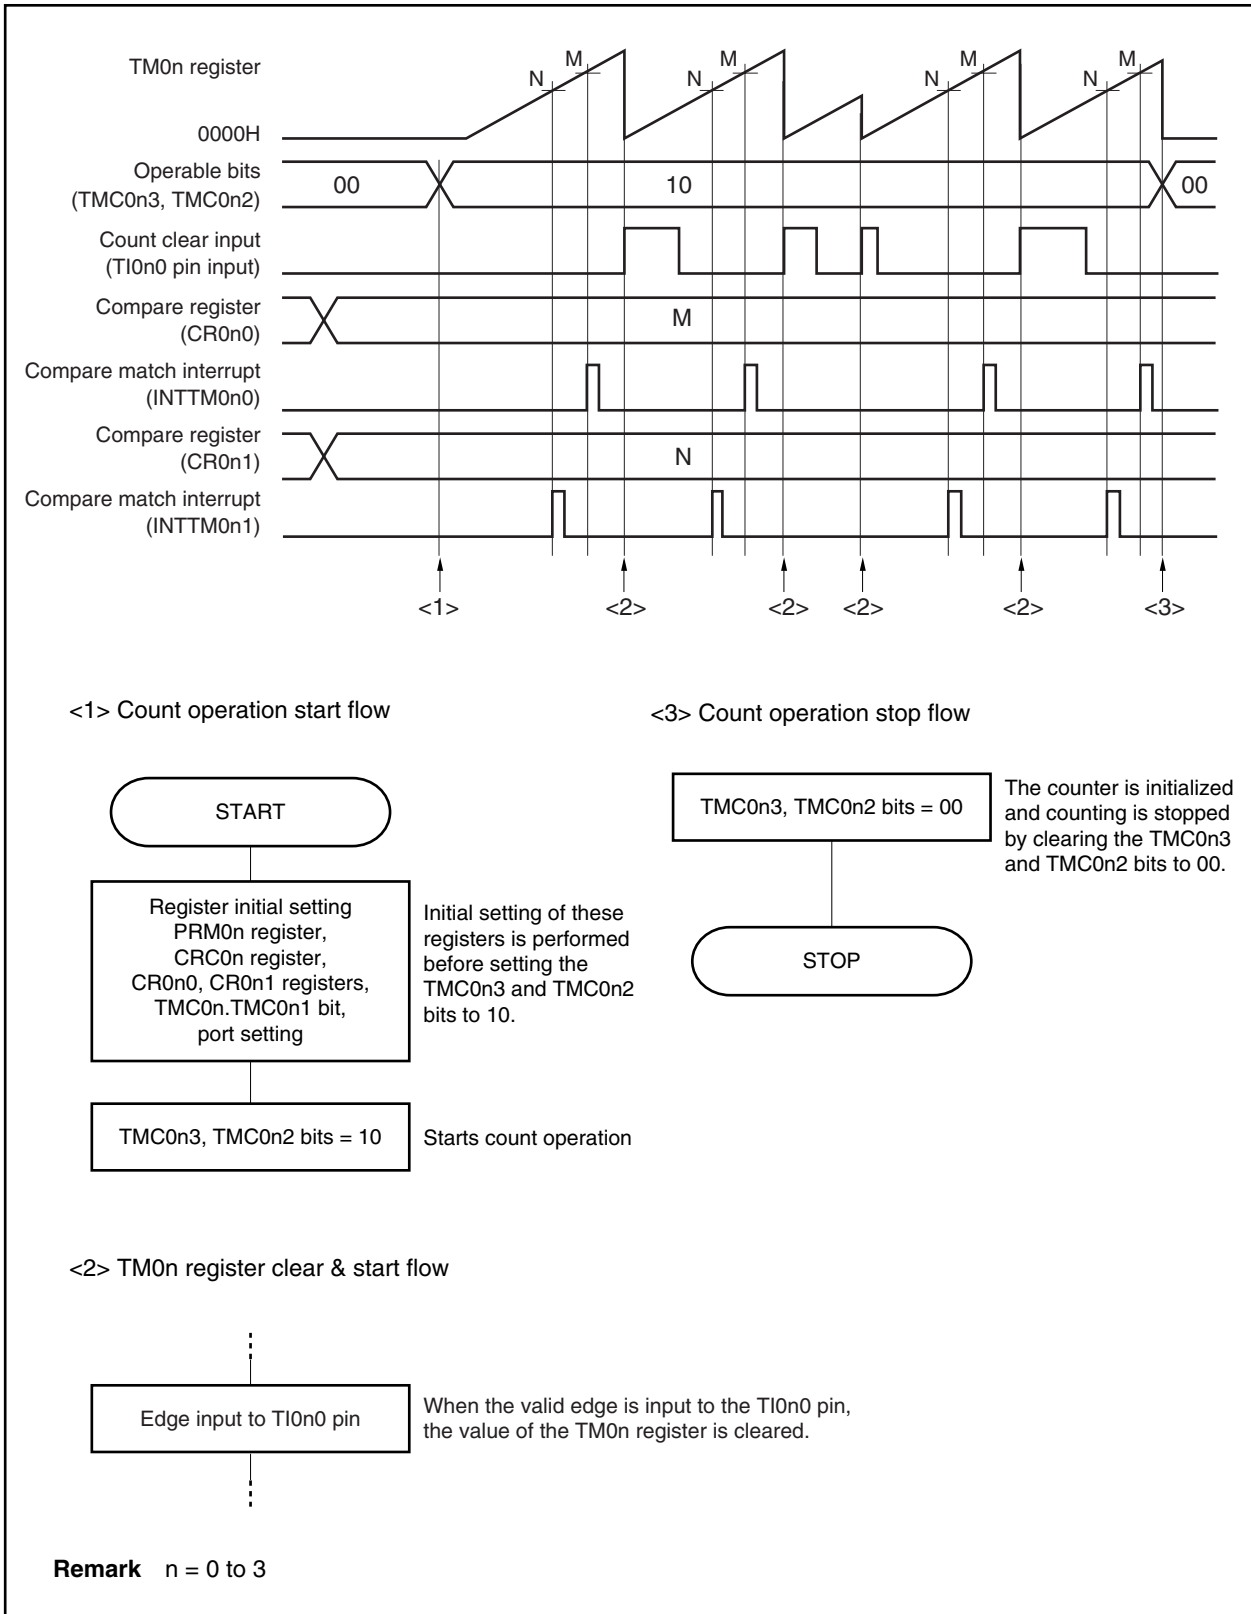 TM0n register
0000H
N M N M N M N M
Operable bits
(TMC0n3, TMC0n2)
00 10 00
Count clear input
(TI0n0 pin input)
Compare register
(CR0n0)
M
Compare match interrupt
(INTTM0n0)
Compare register
(CR0n1)
N
Compare match interrupt
(INTTM0n1)
<1> <2> <2> <2> <2> <3>
<1> Count operation start flow
START
Register initial setting
PRM0n register,
CRC0n register,
CR0n0, CR0n1 registers,
TMC0n.TMC0n1 bit,
port setting
Initial setting of these
registers is performed
before setting the
TMC0n3 and TMC0n2
bits to 10.
TMC0n3, TMC0n2 bits = 10
Starts count operation
<3> Count operation stop flow
TMC0n3, TMC0n2 bits = 00
The counter is initialized
and counting is stopped
by clearing the TMC0n3
and TMC0n2 bits to 00.
STOP
<2> TM0n register clear & start flow
Edge input to TI0n0 pin
When the valid edge is input to the TI0n0 pin,
the value of the TM0n register is cleared.
Remark n = 0 to 3